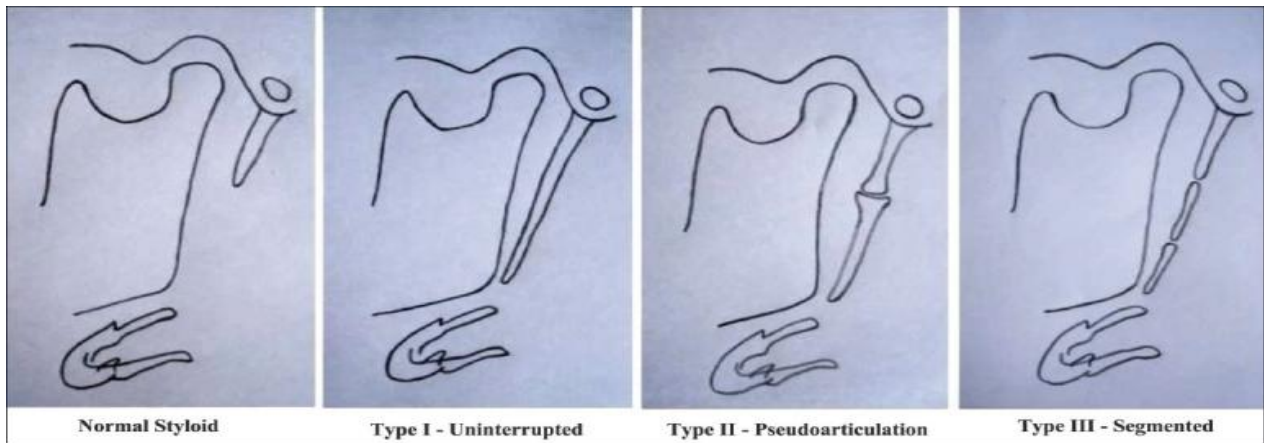 Normal Styloid
Type I - Uninterrupted
Type II - Pseudoarticulation
Type III - Segmented